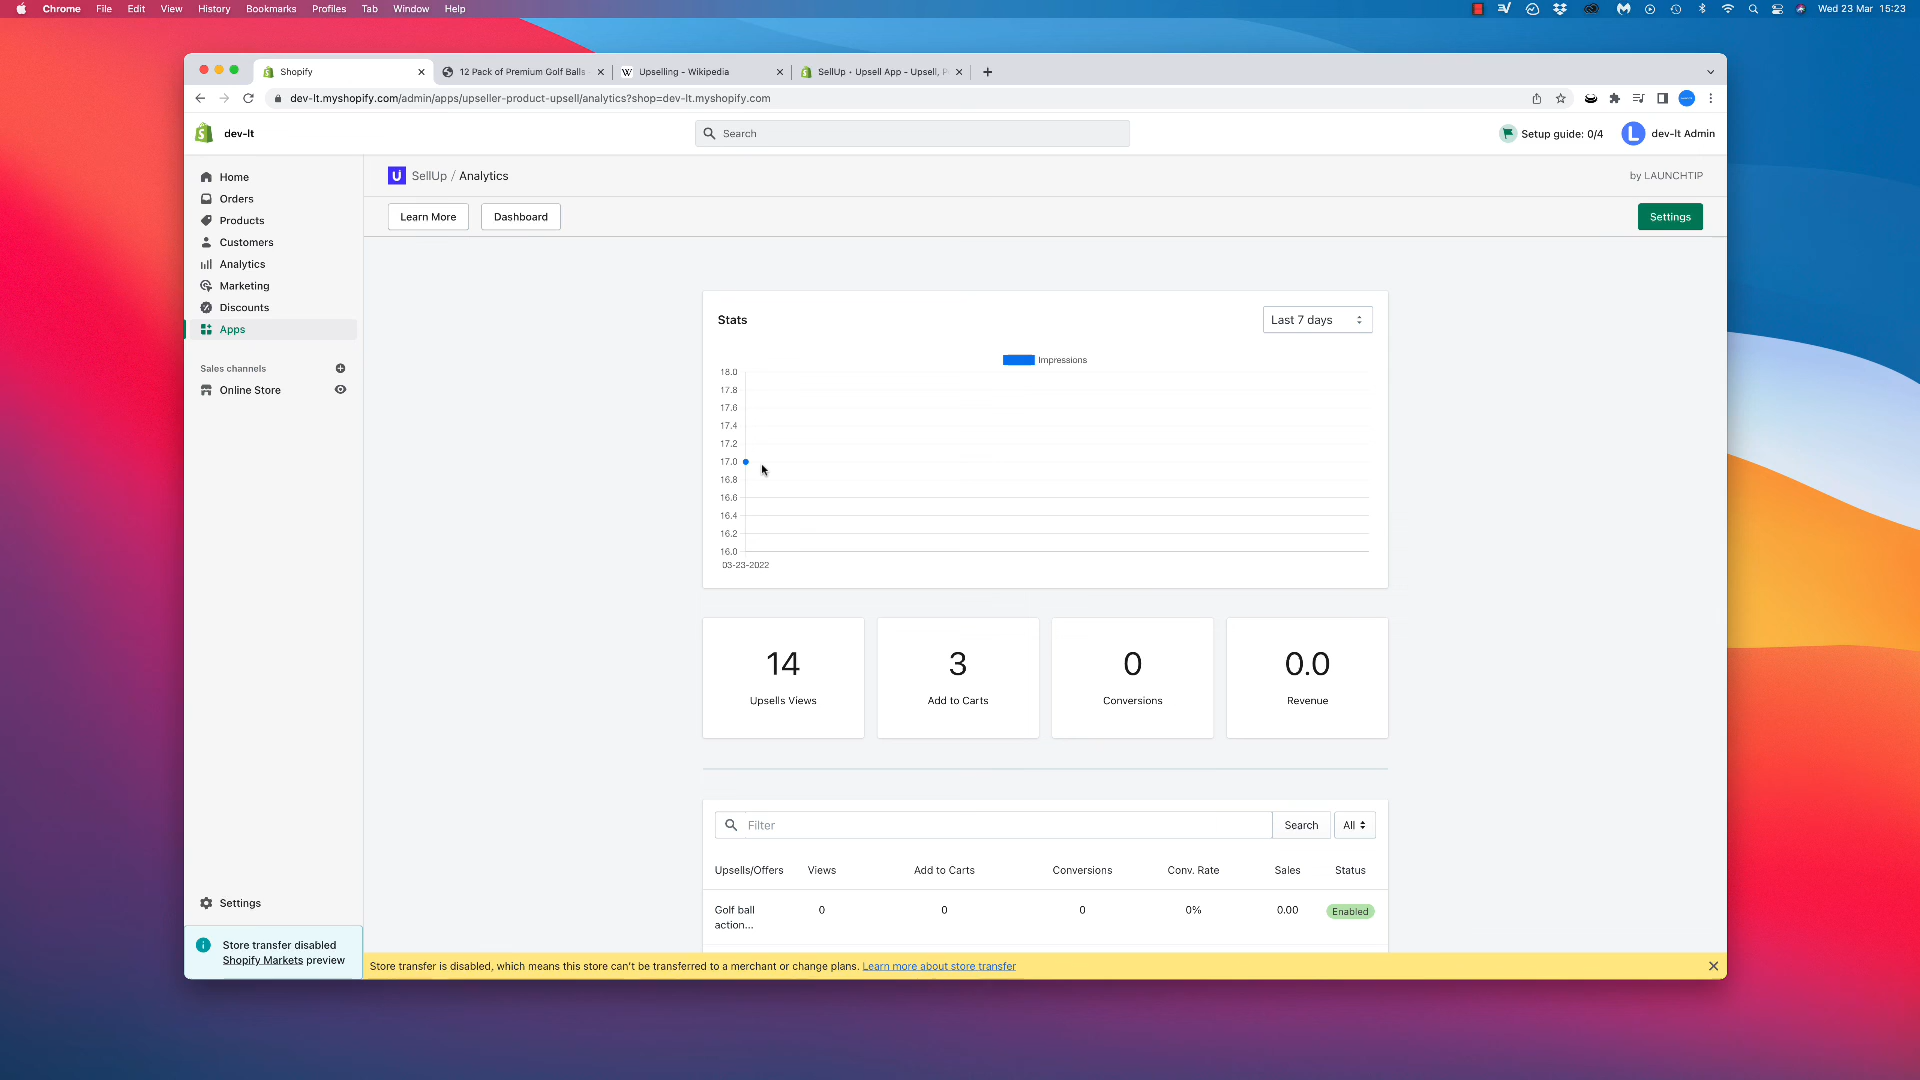 Chrome File Edit View History Bookmarks Profiles Tab Window Help Wed 23 Mar 15:23
Shopify 12 Pack of Premium Golf Balls Upselling - Wikipedia SellUp · Upsell App - Upsell, P
dev-lt.myshopify.com/admin/apps/upseller-product-upsell/analytics?shop=dev-lt.myshopify.com
dev-lt Search Setup guide: 0/4 L dev-lt Admin
Home
Orders
Products
Customers
Analytics
Marketing
Discounts
Apps
Sales channels
Online Store
Settings
Store transfer disabled
Shopify Markets preview
SellUp / Analytics by LAUNCHTIP
Learn More Dashboard Settings
Stats Last 7 days
Impressions
18.0
17.8
17.6
17.4
17.2
17.0
16.8
16.6
16.4
16.2
16.0
03-23-2022
14 3 0 0.0
Upsells Views Add to Carts Conversions Revenue
Filter Search All
Upsells/Offers Views Add to Carts Conversions Conv. Rate Sales Status
Golf ball 0 0 0 0% 0.00 Enabled
action...
Store transfer is disabled, which means this store can't be transferred to a merchant or change plans. Learn more about store transfer